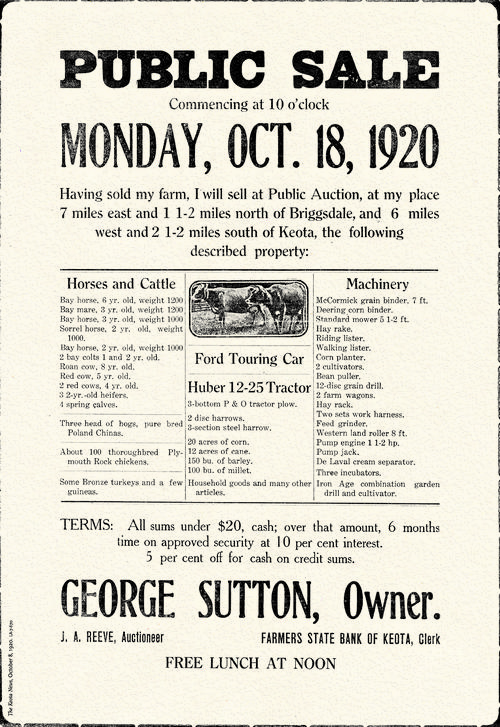 PUBLIC SALE
Commencing at 10 o'clock
MONDAY, OCT. 18, 1920
Having sold my farm, I will sell at Public Auction, at my place
7 miles east and 1 1-2 miles north of Briggsdale, and 6 miles
west and 2 1-2 miles south of Keota, the following
described property:
Horses and Cattle
Bay horse, 6 yr. old, weight 1200
Bay mare, 3 yr. old, weight 1200
Bay horse, 3 yr. old, weight 1000
Sorrel horse, 2 yr. old, weight
1000.
Bay horse, 2 yr. old, weight 1000
2 bay colts 1 and 2 yr. old.
Roan cow, 8 yr. old.
Red cow, 5 yr. old.
2 red cows, 4 yr. old.
3 2-yr.-old heifers.
4 spring calves.
Three head of hogs, pure bred
Poland Chinas.
About 100 thoroughbred Ply-
mouth Rock chickens.
Some Bronze turkeys and a few
guineas.
Ford Touring Car
Huber 12-25 Tractor
3-bottom P & O tractor plow.
2 disc harrows.
3-section steel harrow.
20 acres of corn.
12 acres of cane.
150 bu. of barley.
100 bu. of millet.
Household goods and many other
articles.
Machinery
McCormick grain binder, 7 ft.
Deering corn binder.
Standard mower 5 1-2 ft.
Hay rake.
Riding lister.
Walking lister.
Corn planter.
2 cultivators.
Bean puller.
12-disc grain drill.
2 farm wagons.
Hay rack.
Two sets work harness.
Feed grinder.
Western land roller 8 ft.
Pump engine 1 1-2 hp.
Pump jack.
De Laval cream separator.
Three incubators.
Iron Age combination garden
drill and cultivator.
TERMS: All sums under $20, cash; over that amount, 6 months
time on approved security at 10 per cent interest.
5 per cent off for cash on credit sums.
GEORGE SUTTON, Owner.
J. A. REEVE, Auctioneer
FARMERS STATE BANK OF KEOTA, Clerk
FREE LUNCH AT NOON
The Keota News, October 8, 1920.